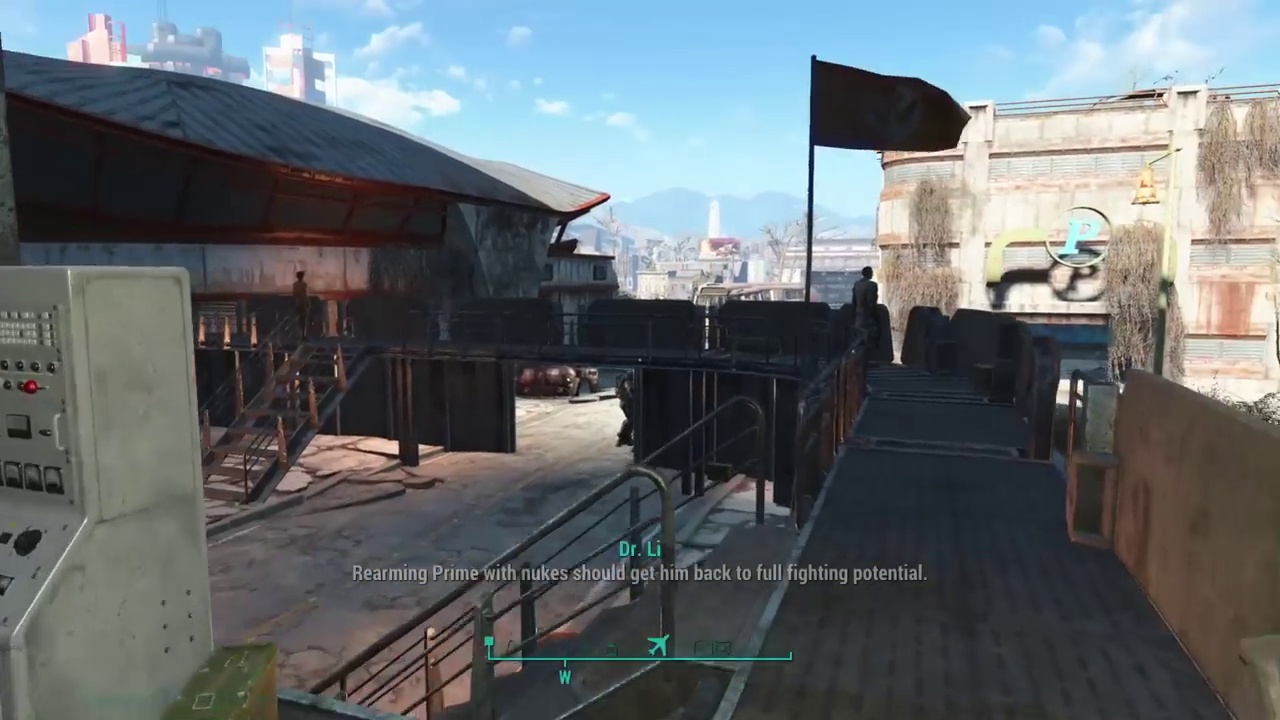 P
Dr. Li
Rearming Prime with nukes should get him back to full fighting potential.
W